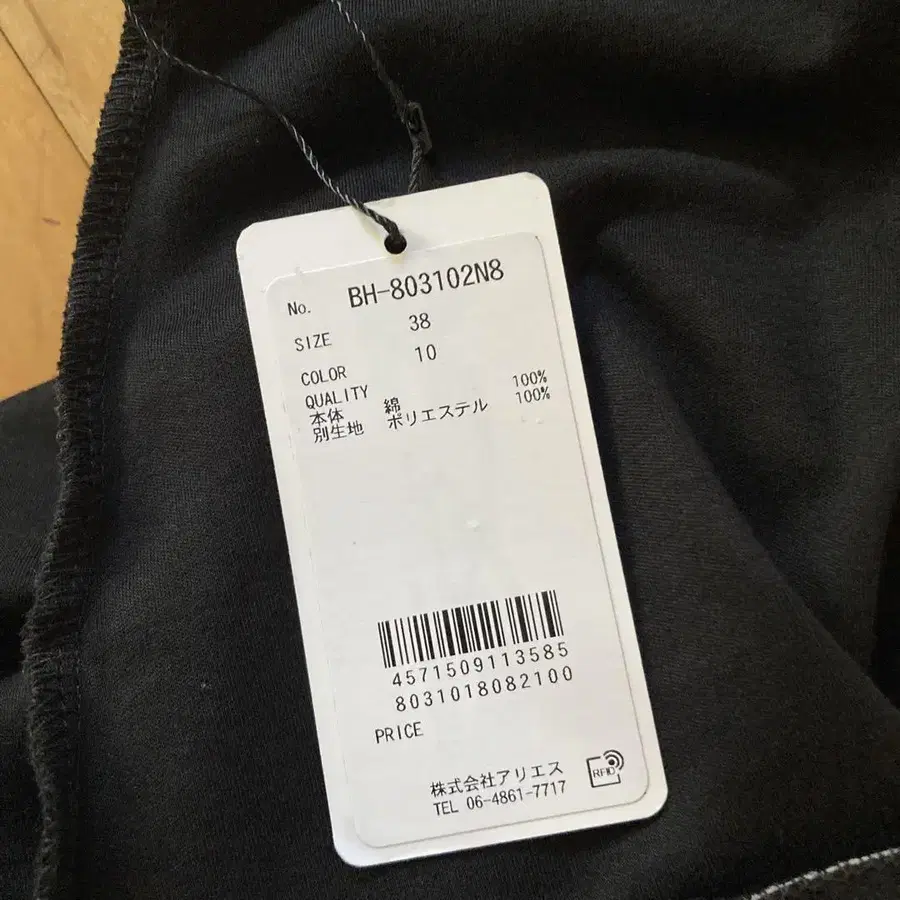 No. BH-803102N8
SIZE 38
COLOR 10
QUALITY
本体 綿 100%
別生地 ポリエステル 100%
4571509113585
8031018082100
PRICE
株式会社アリエス
TEL 06-4861-7717
RFID